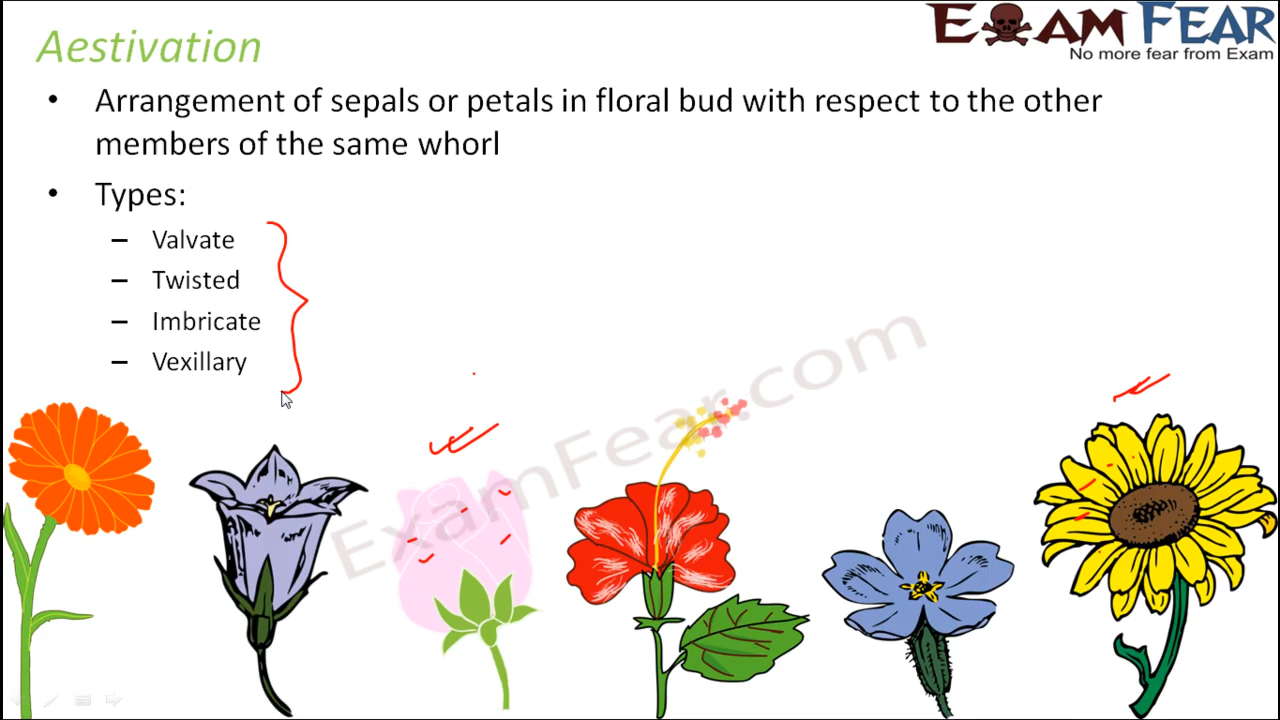 Aestivation
EXAM FEAR
No more fear from Exam
• Arrangement of sepals or petals in floral bud with respect to the other
members of the same whorl
• Types:
– Valvate
– Twisted
– Imbricate
– Vexillary
ExamFear.com